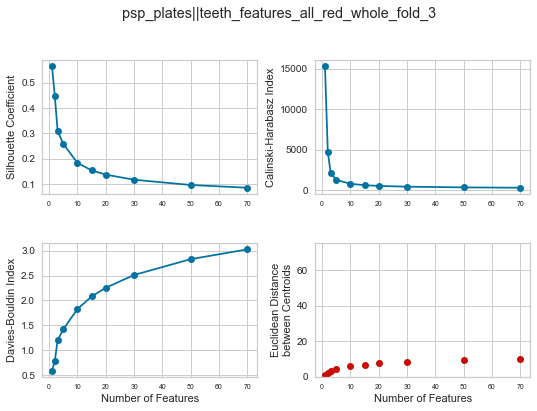 psp_plates||teeth_features_all_red_whole_fold_3
Silhouette Coefficient
0.5
0.4
0.3
0.2
0.1
0 10 20 30 40 50 60 70
Calinski-Harabasz Index
15000
10000
5000
0
0 10 20 30 40 50 60 70
Davies-Bouldin Index
3.0
2.5
2.0
1.5
1.0
0.5
0 10 20 30 40 50 60 70
Number of Features
Euclidean Distance
between Centroids
60
40
20
0
0 10 20 30 40 50 60 70
Number of Features